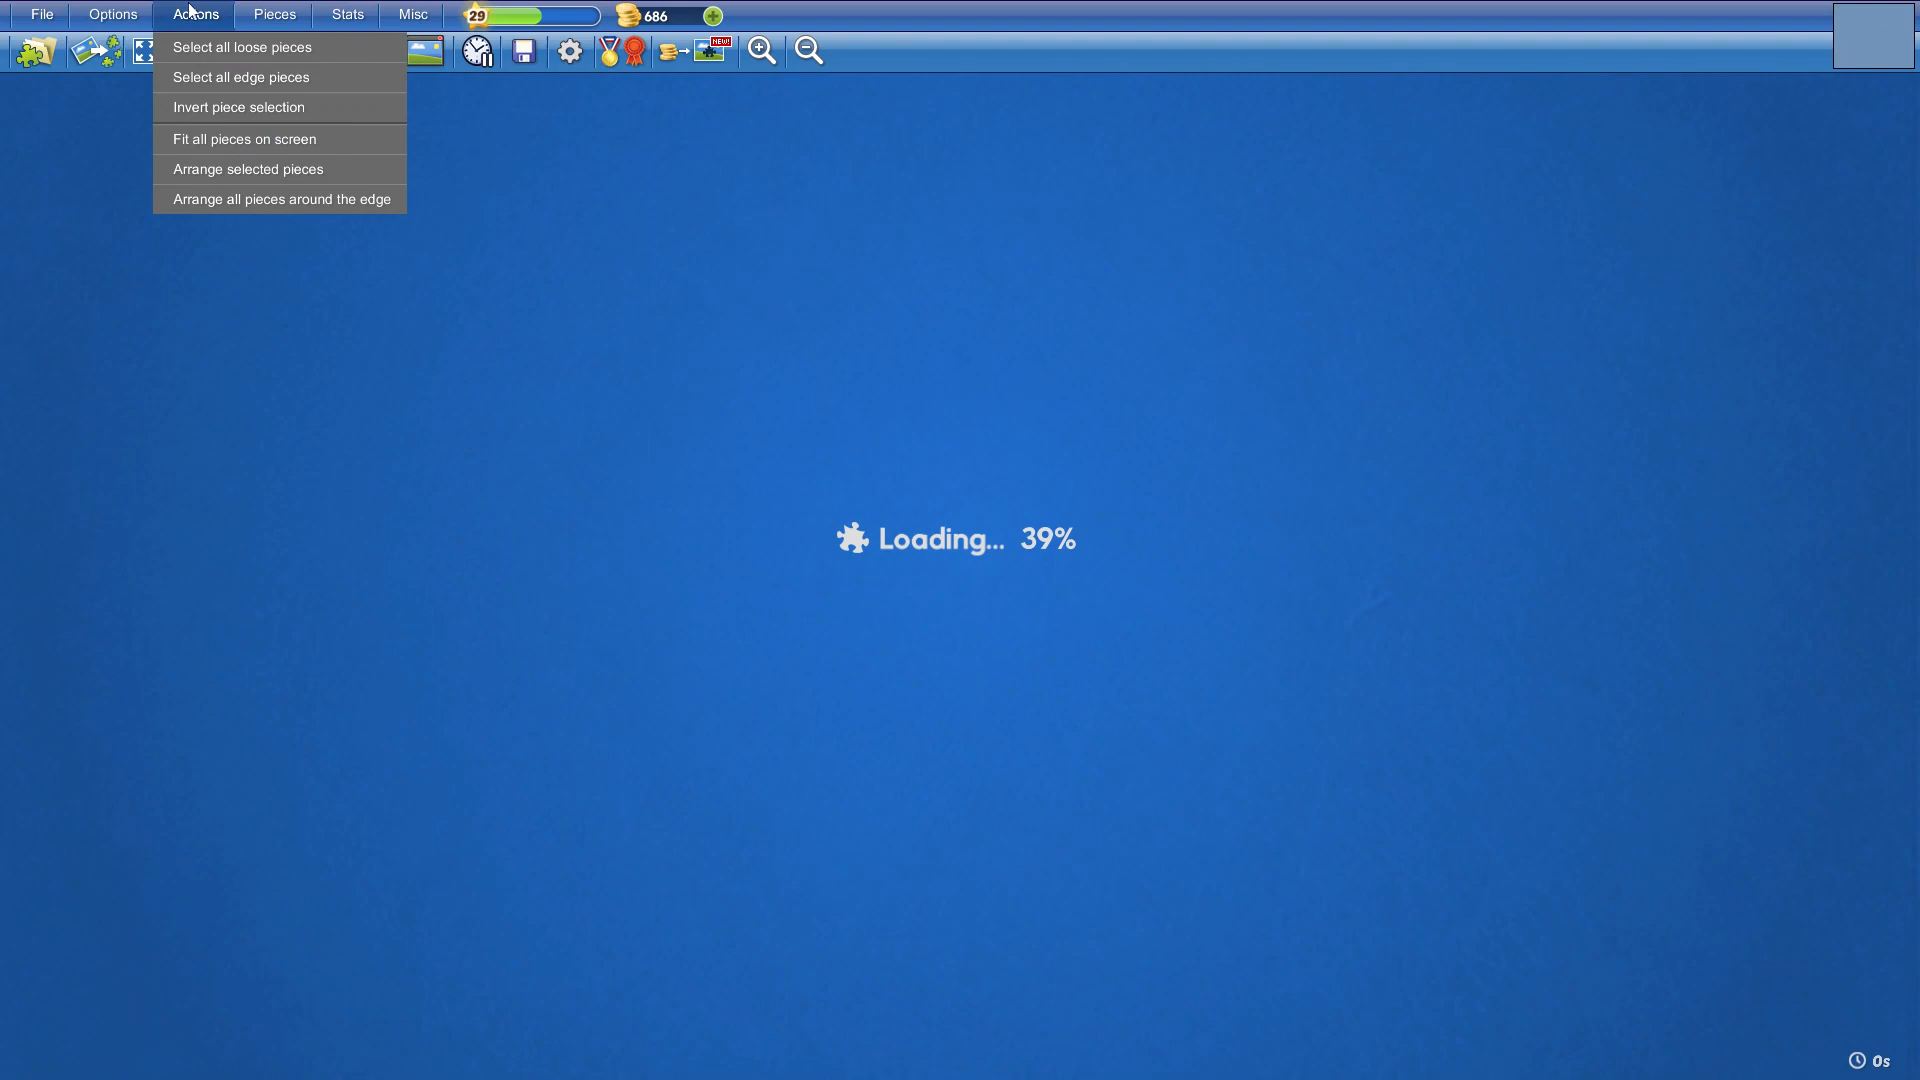 File Options Actions Pieces Stats Misc 29 686
NEW!
Select all loose pieces
Select all edge pieces
Invert piece selection
Fit all pieces on screen
Arrange selected pieces
Arrange all pieces around the edge
Loading... 39%
0s